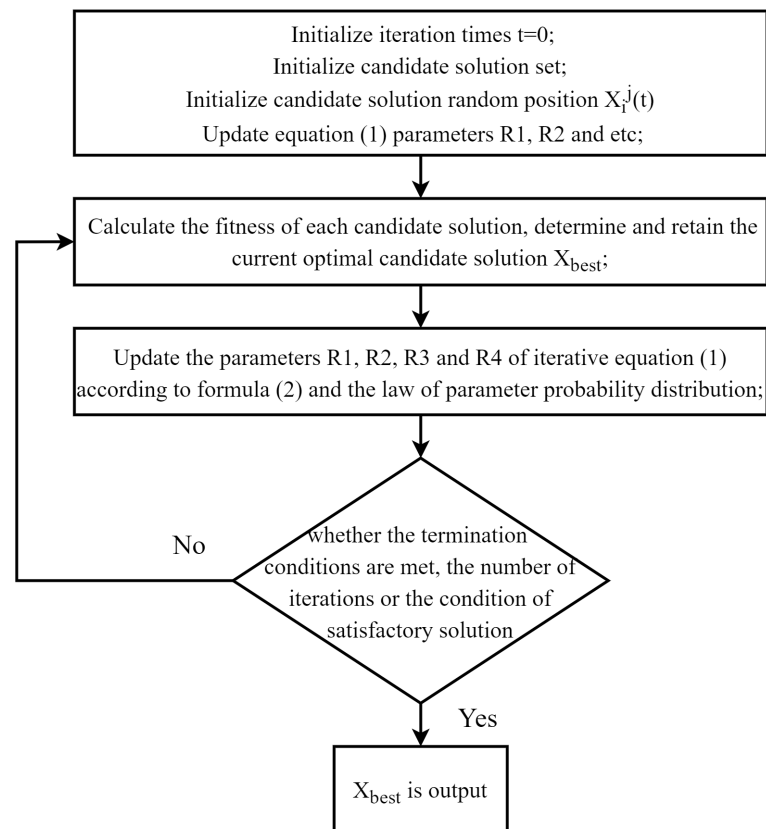 Initialize iteration times t=0;
Initialize candidate solution set;
Initialize candidate solution random position X_i^j(t)
Update equation (1) parameters R1, R2 and etc;
Calculate the fitness of each candidate solution, determine and retain the
current optimal candidate solution X_best;
Update the parameters R1, R2, R3 and R4 of iterative equation (1)
according to formula (2) and the law of parameter probability distribution;
whether the termination
conditions are met, the number of
iterations or the condition of
satisfactory solution
No
Yes
X_best is output